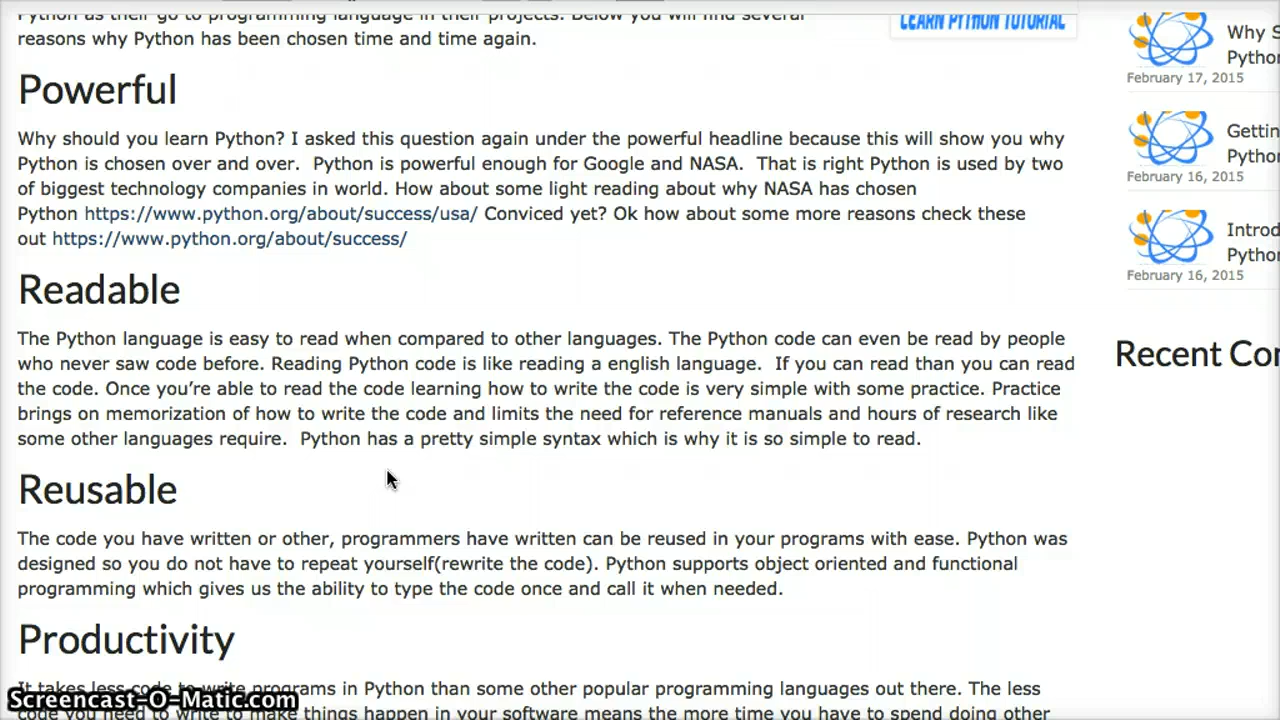 Python as their go to programming language in their projects. Below you will find several
reasons why Python has been chosen time and time again.
Powerful
Why should you learn Python? I asked this question again under the powerful headline because this will show you why
Python is chosen over and over.  Python is powerful enough for Google and NASA.  That is right Python is used by two
of biggest technology companies in world. How about some light reading about why NASA has chosen
Python https://www.python.org/about/success/usa/ Conviced yet? Ok how about some more reasons check these
out https://www.python.org/about/success/
Readable
The Python language is easy to read when compared to other languages. The Python code can even be read by people
who never saw code before. Reading Python code is like reading a english language.  If you can read than you can read
the code. Once you're able to read the code learning how to write the code is very simple with some practice. Practice
brings on memorization of how to write the code and limits the need for reference manuals and hours of research like
some other languages require.  Python has a pretty simple syntax which is why it is so simple to read.
Reusable
The code you have written or other, programmers have written can be reused in your programs with ease. Python was
designed so you do not have to repeat yourself(rewrite the code). Python supports object oriented and functional
programming which gives us the ability to type the code once and call it when needed.
Productivity
It takes less code to write programs in Python than some other popular programming languages out there. The less
code you need to write to make things happen in your software means the more time you have to spend doing other
LEARN PYTHON TUTORIAL
Why S
Python
February 17, 2015
Gettin
Python
February 16, 2015
Introd
Python
February 16, 2015
Recent Co
Screencast-O-Matic.com